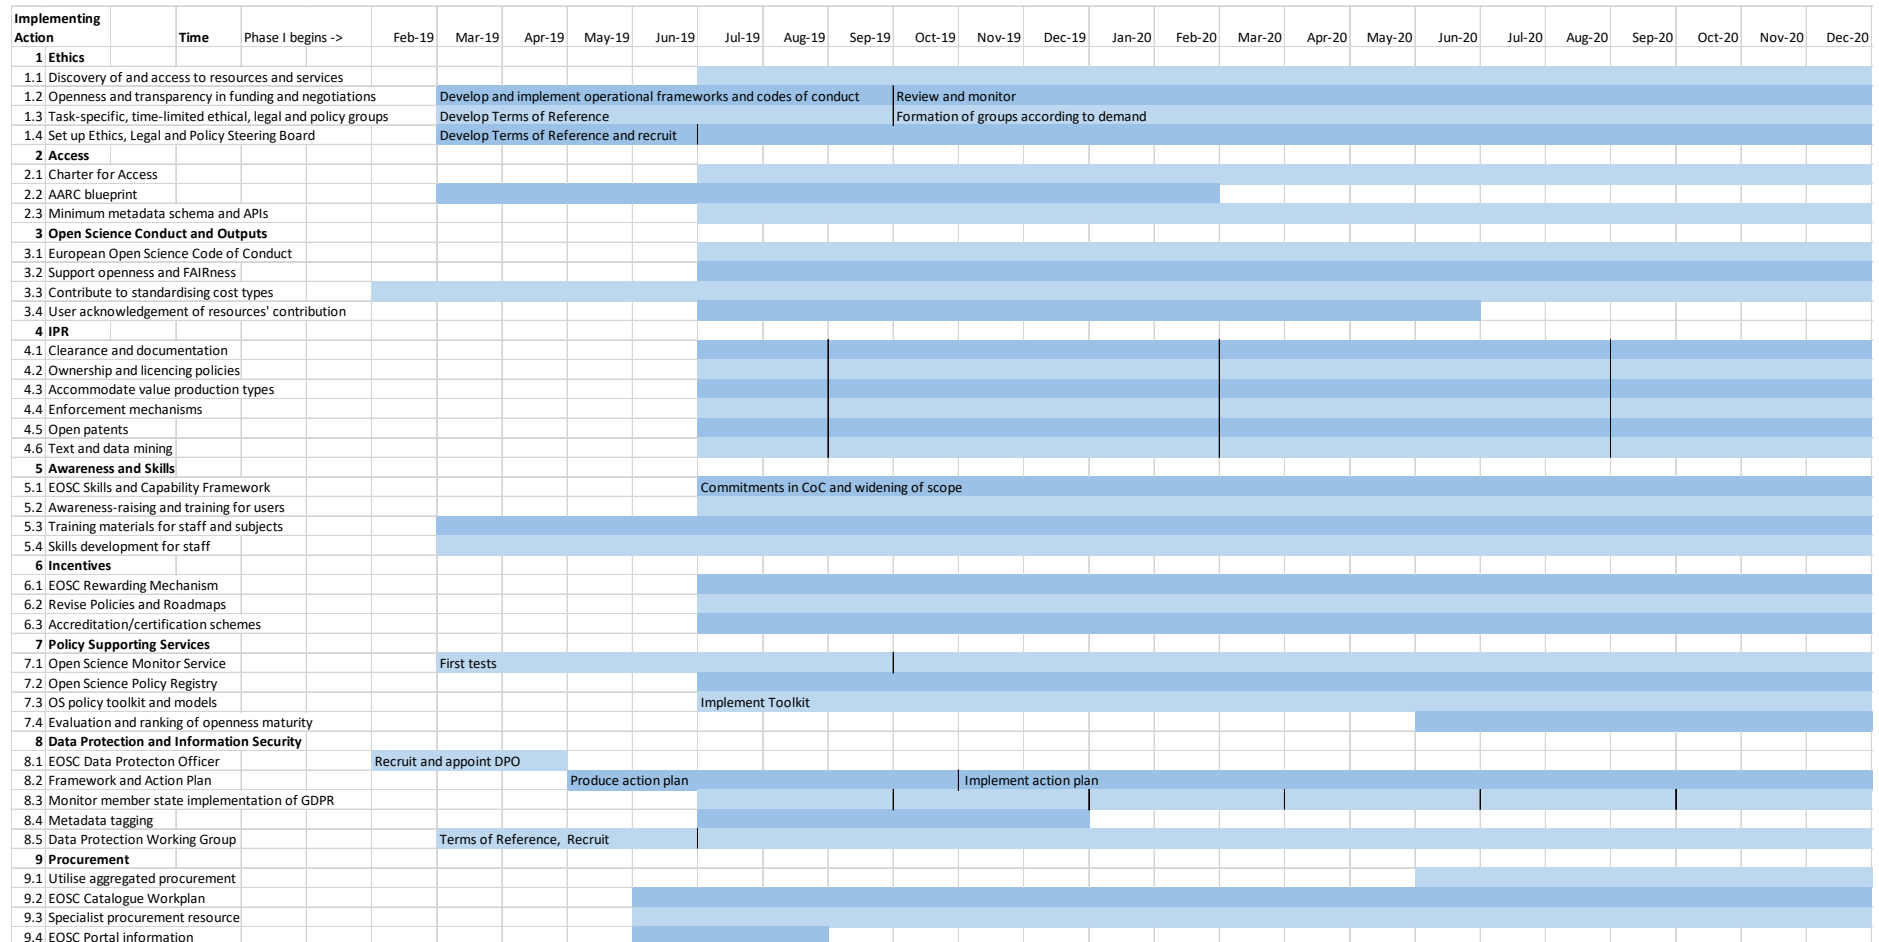 Implementing
Action Time Phase I begins -> Feb-19 Mar-19 Apr-19 May-19 Jun-19 Jul-19 Aug-19 Sep-19 Oct-19 Nov-19 Dec-19 Jan-20 Feb-20 Mar-20 Apr-20 May-20 Jun-20 Jul-20 Aug-20 Sep-20 Oct-20 Nov-20 Dec-20
1 Ethics
1.1 Discovery of and access to resources and services
1.2 Openness and transparency in funding and negotiations Develop and implement operational frameworks and codes of conduct Review and monitor
1.3 Task-specific, time-limited ethical, legal and policy groups Develop Terms of Reference Formation of groups according to demand
1.4 Set up Ethics, Legal and Policy Steering Board Develop Terms of Reference and recruit
2 Access
2.1 Charter for Access
2.2 AARC blueprint
2.3 Minimum metadata schema and APIs
3 Open Science Conduct and Outputs
3.1 European Open Science Code of Conduct
3.2 Support openness and FAIRness
3.3 Contribute to standardising cost types
3.4 User acknowledgement of resources' contribution
4 IPR
4.1 Clearance and documentation
4.2 Ownership and licencing policies
4.3 Accommodate value production types
4.4 Enforcement mechanisms
4.5 Open patents
4.6 Text and data mining
5 Awareness and Skills
5.1 EOSC Skills and Capability Framework Commitments in CoC and widening of scope
5.2 Awareness-raising and training for users
5.3 Training materials for staff and subjects
5.4 Skills development for staff
6 Incentives
6.1 EOSC Rewarding Mechanism
6.2 Revise Policies and Roadmaps
6.3 Accreditation/certification schemes
7 Policy Supporting Services
7.1 Open Science Monitor Service First tests
7.2 Open Science Policy Registry
7.3 OS policy toolkit and models Implement Toolkit
7.4 Evaluation and ranking of openness maturity
8 Data Protection and Information Security
8.1 EOSC Data Protecton Officer Recruit and appoint DPO
8.2 Framework and Action Plan Produce action plan Implement action plan
8.3 Monitor member state implementation of GDPR
8.4 Metadata tagging
8.5 Data Protection Working Group Terms of Reference, Recruit
9 Procurement
9.1 Utilise aggregated procurement
9.2 EOSC Catalogue Workplan
9.3 Specialist procurement resource
9.4 EOSC Portal information